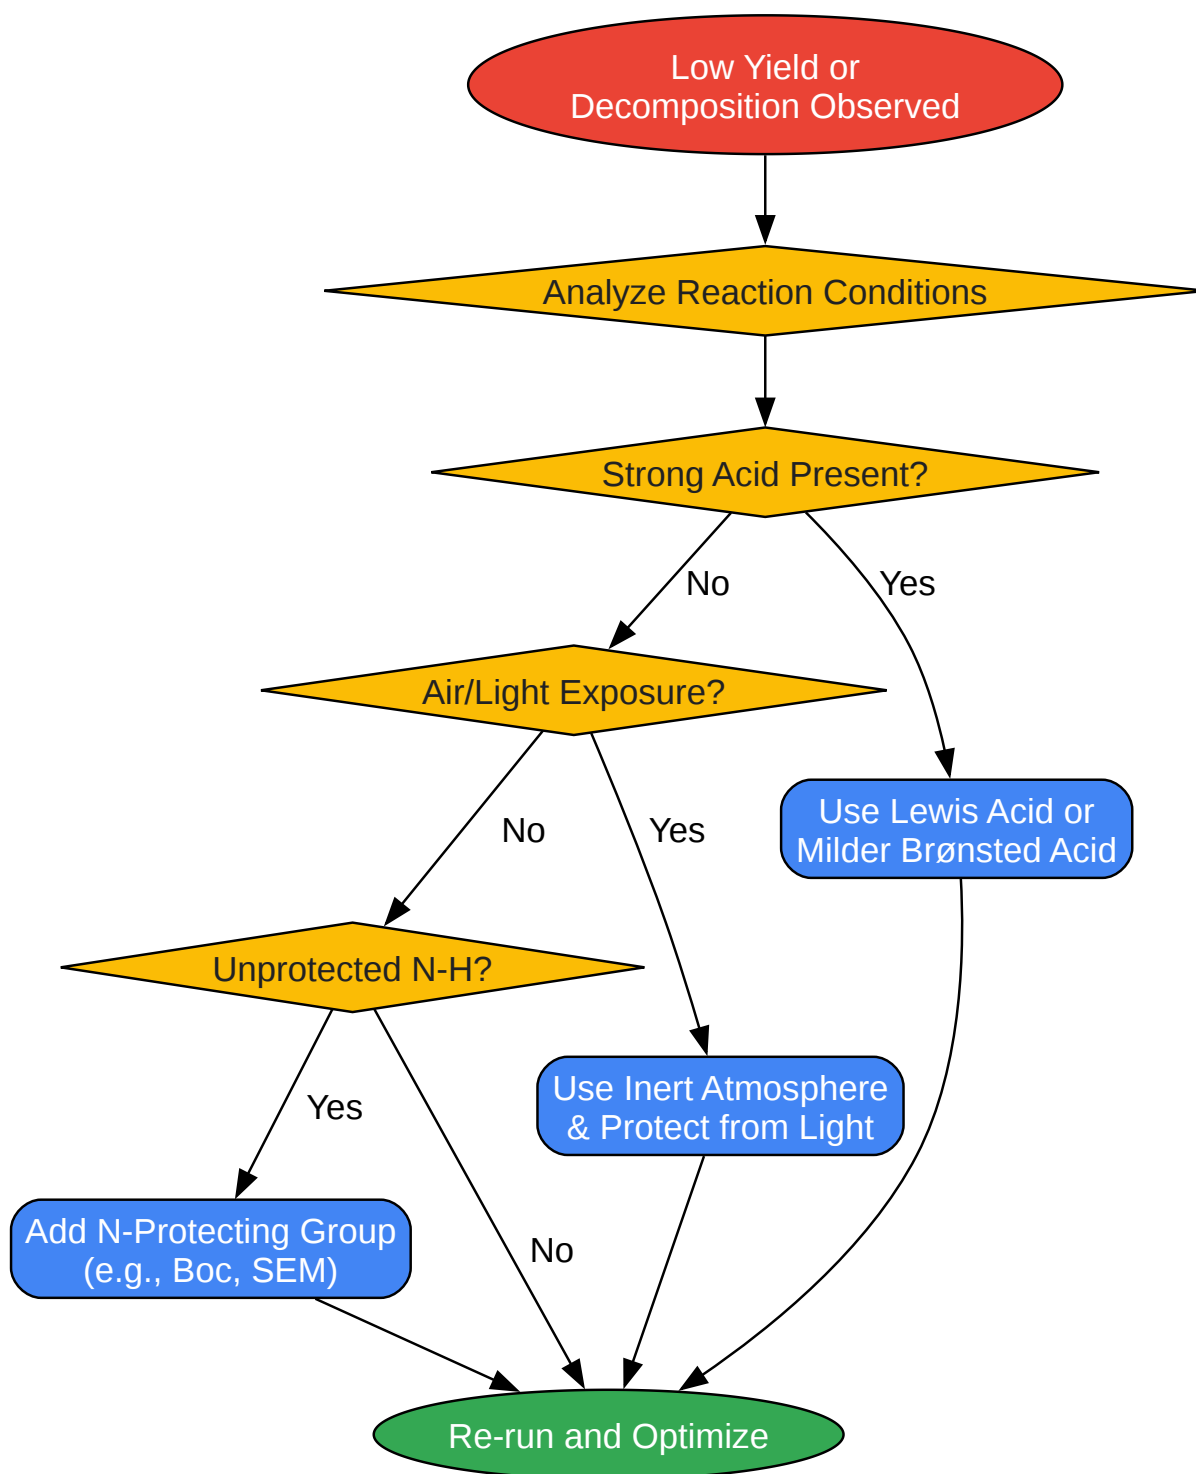 Low Yield or
Decomposition Observed
Analyze Reaction Conditions
Strong Acid Present?
No
Yes
Air/Light Exposure?
Use Lewis Acid or
Milder Brønsted Acid
No
Yes
Unprotected N-H?
Use Inert Atmosphere
& Protect from Light
Yes
Add N-Protecting Group
(e.g., Boc, SEM)
No
Re-run and Optimize